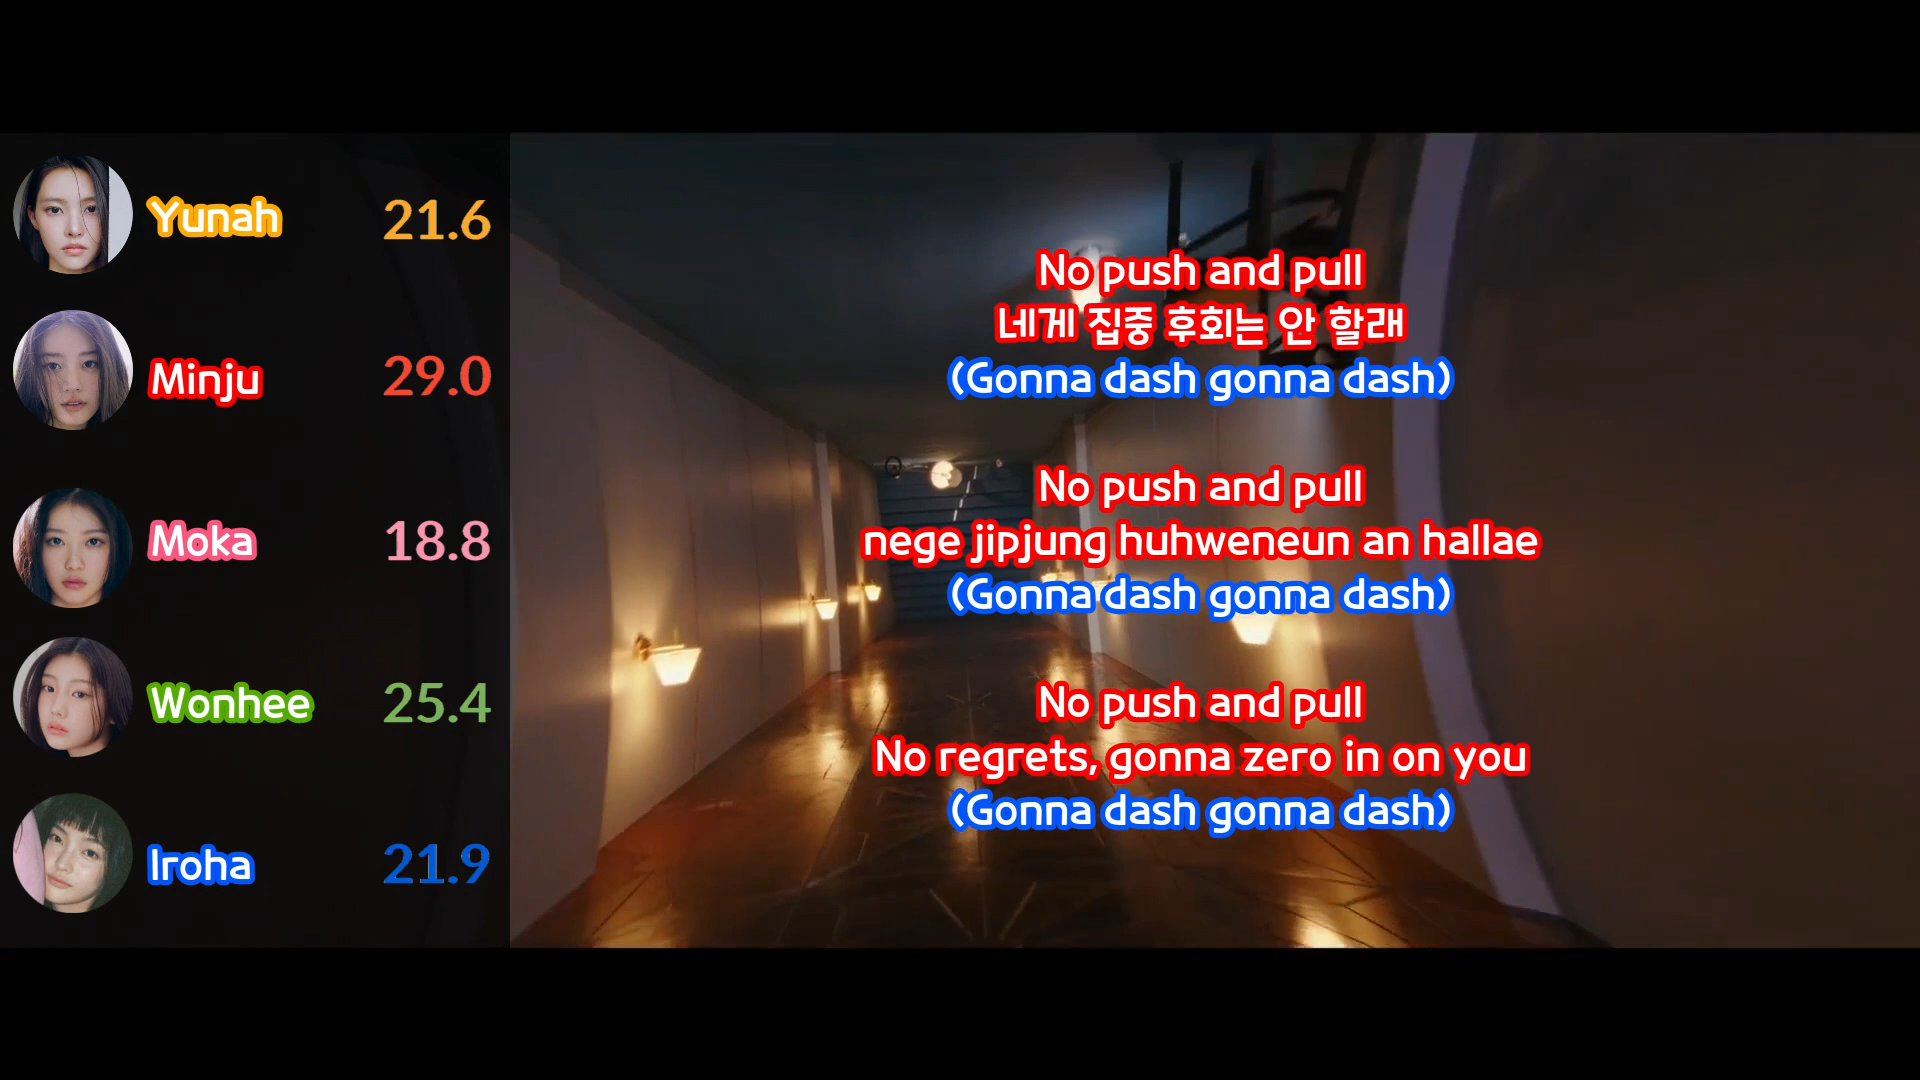 Yunah 21.6
Minju 29.0
Moka 18.8
Wonhee 25.4
Iroha 21.9
No push and pull
네게 집중 후회는 안 할래
(Gonna dash gonna dash)
No push and pull
nege jipjung huhweneun an hallae
(Gonna dash gonna dash)
No push and pull
No regrets, gonna zero in on you
(Gonna dash gonna dash)